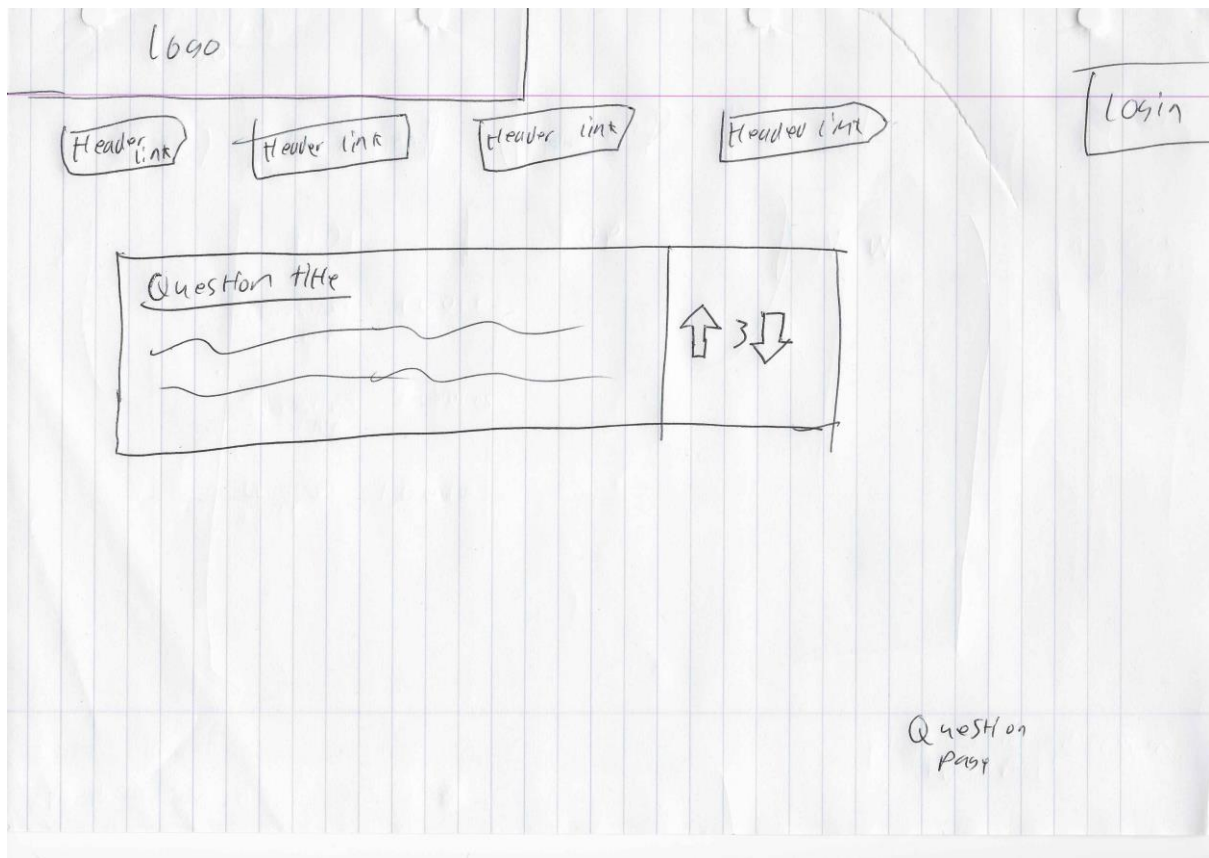 Logo
Login
Header
link
Header link
Header link
Header link
Question title
3
Question
Page